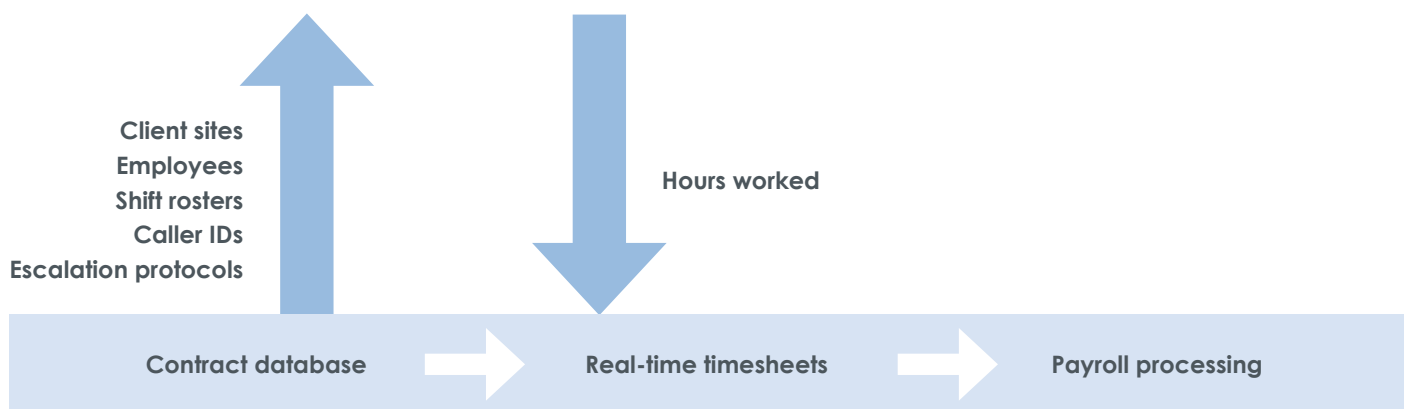 Client sites
Employees
Shift rosters
Caller IDs
Escalation protocols
Hours worked
Contract database
Real-time timesheets
Payroll processing